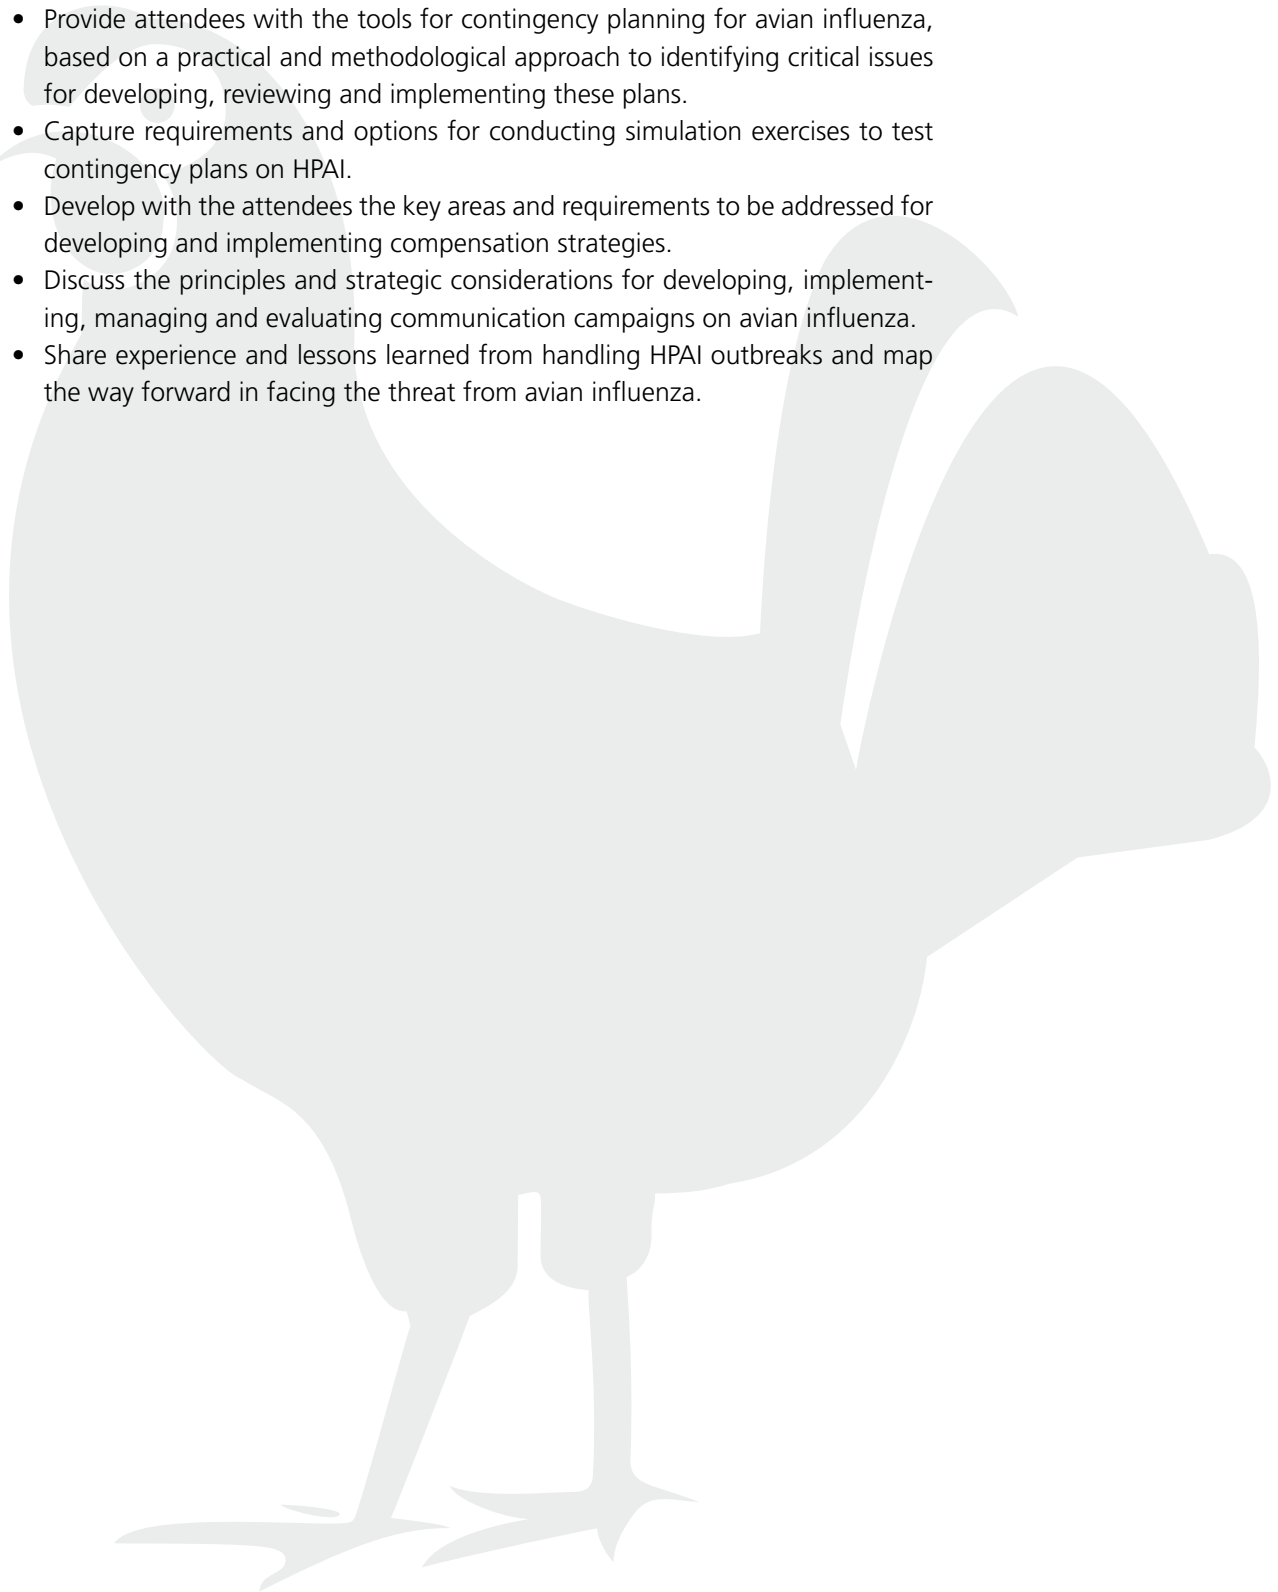 • Provide attendees with the tools for contingency planning for avian influenza,
based on a practical and methodological approach to identifying critical issues
for developing, reviewing and implementing these plans.
• Capture requirements and options for conducting simulation exercises to test
contingency plans on HPAI.
• Develop with the attendees the key areas and requirements to be addressed for
developing and implementing compensation strategies.
• Discuss the principles and strategic considerations for developing, implement-
ing, managing and evaluating communication campaigns on avian influenza.
• Share experience and lessons learned from handling HPAI outbreaks and map
the way forward in facing the threat from avian influenza.